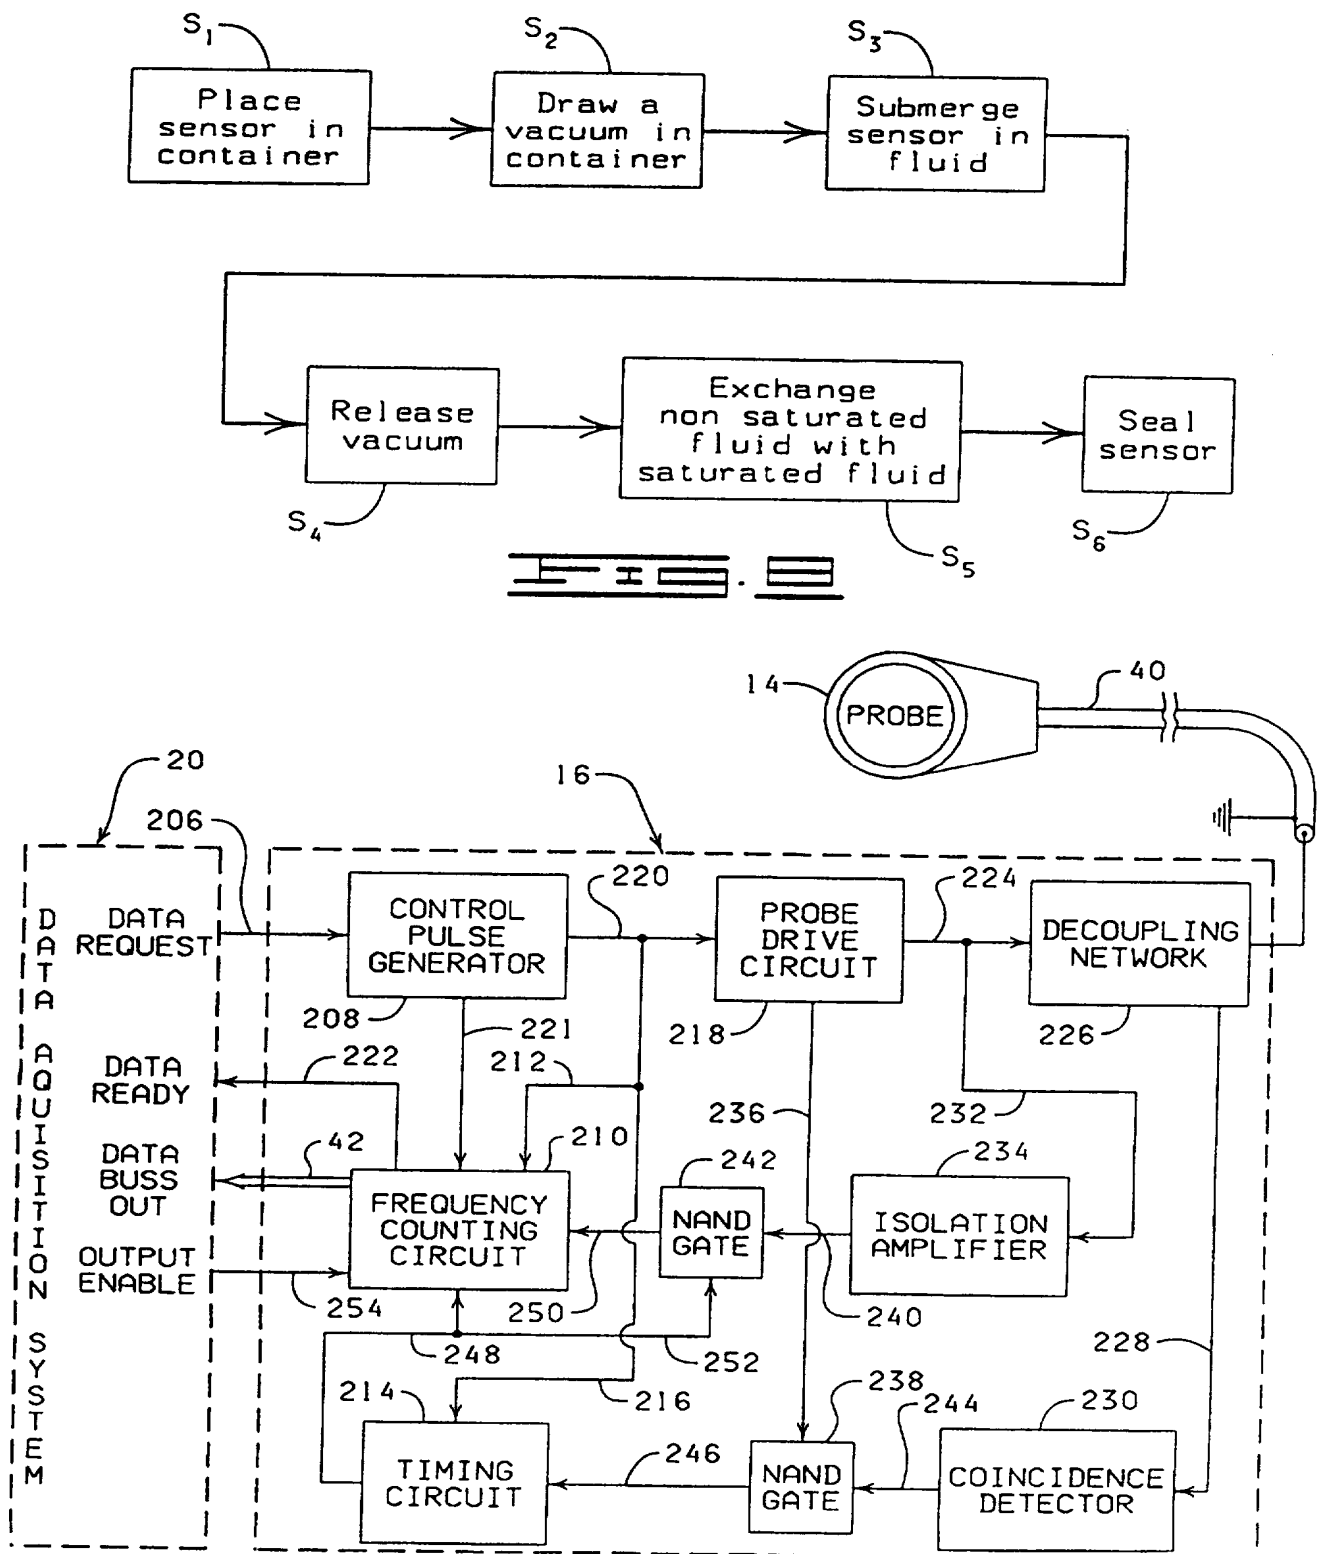 S1
S2
S3
Place
sensor in
container
Draw a
vacuum in
container
Submerge
sensor in
fluid
Release
vacuum
Exchange
non saturated
fluid with
saturated fluid
Seal
sensor
S4
S5
S6
FIG. 8
14
PROBE
40
20
16
206
DATA AQUISITION SYSTEM
DATA
REQUEST
CONTROL
PULSE
GENERATOR
220
PROBE
DRIVE
CIRCUIT
224
DECOUPLING
NETWORK
208
221
218
226
DATA
READY
222
212
236
232
DATA
BUSS
OUT
42
210
242
234
FREQUENCY
COUNTING
CIRCUIT
NAND
GATE
ISOLATION
AMPLIFIER
OUTPUT
ENABLE
254
250
240
248
252
228
214
216
238
244
230
TIMING
CIRCUIT
246
NAND
GATE
COINCIDENCE
DETECTOR